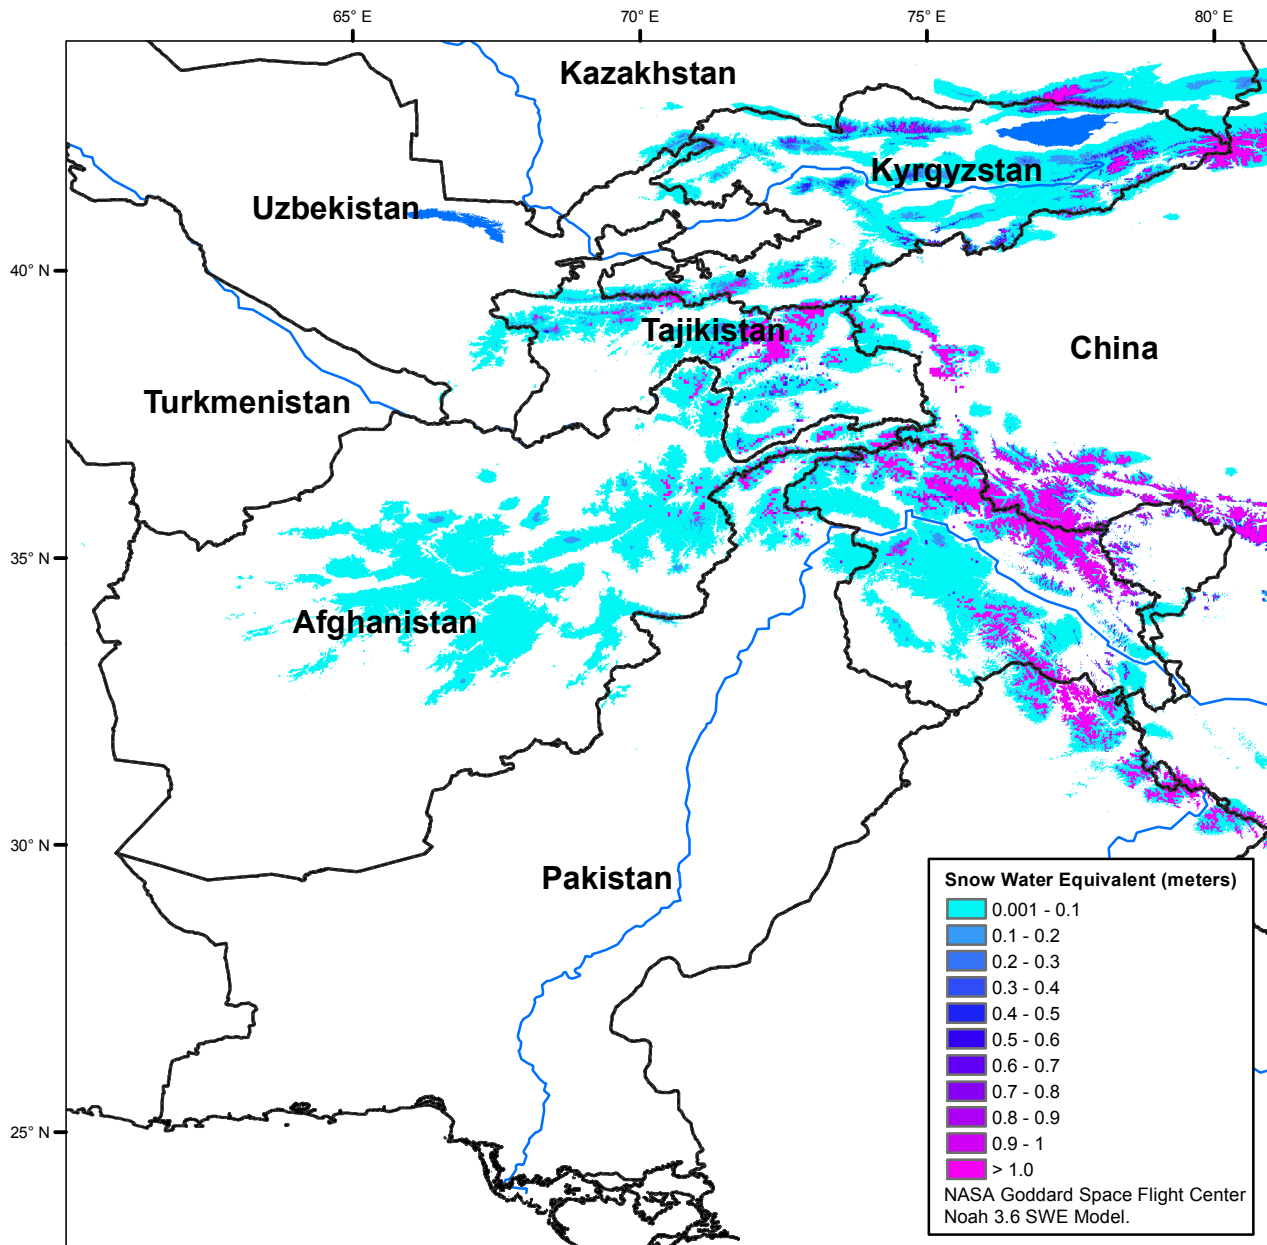 65° E
70° E
75° E
80° E
Kazakhstan
Kyrgyzstan
Uzbekistan
40° N
Tajikistan
China
Turkmenistan
35° N
Afghanistan
30° N
Pakistan
25° N
Snow Water Equivalent (meters)
0.001 - 0.1
0.1 - 0.2
0.2 - 0.3
0.3 - 0.4
0.4 - 0.5
0.5 - 0.6
0.6 - 0.7
0.7 - 0.8
0.8 - 0.9
0.9 - 1
> 1.0
NASA Goddard Space Flight Center
Noah 3.6 SWE Model.